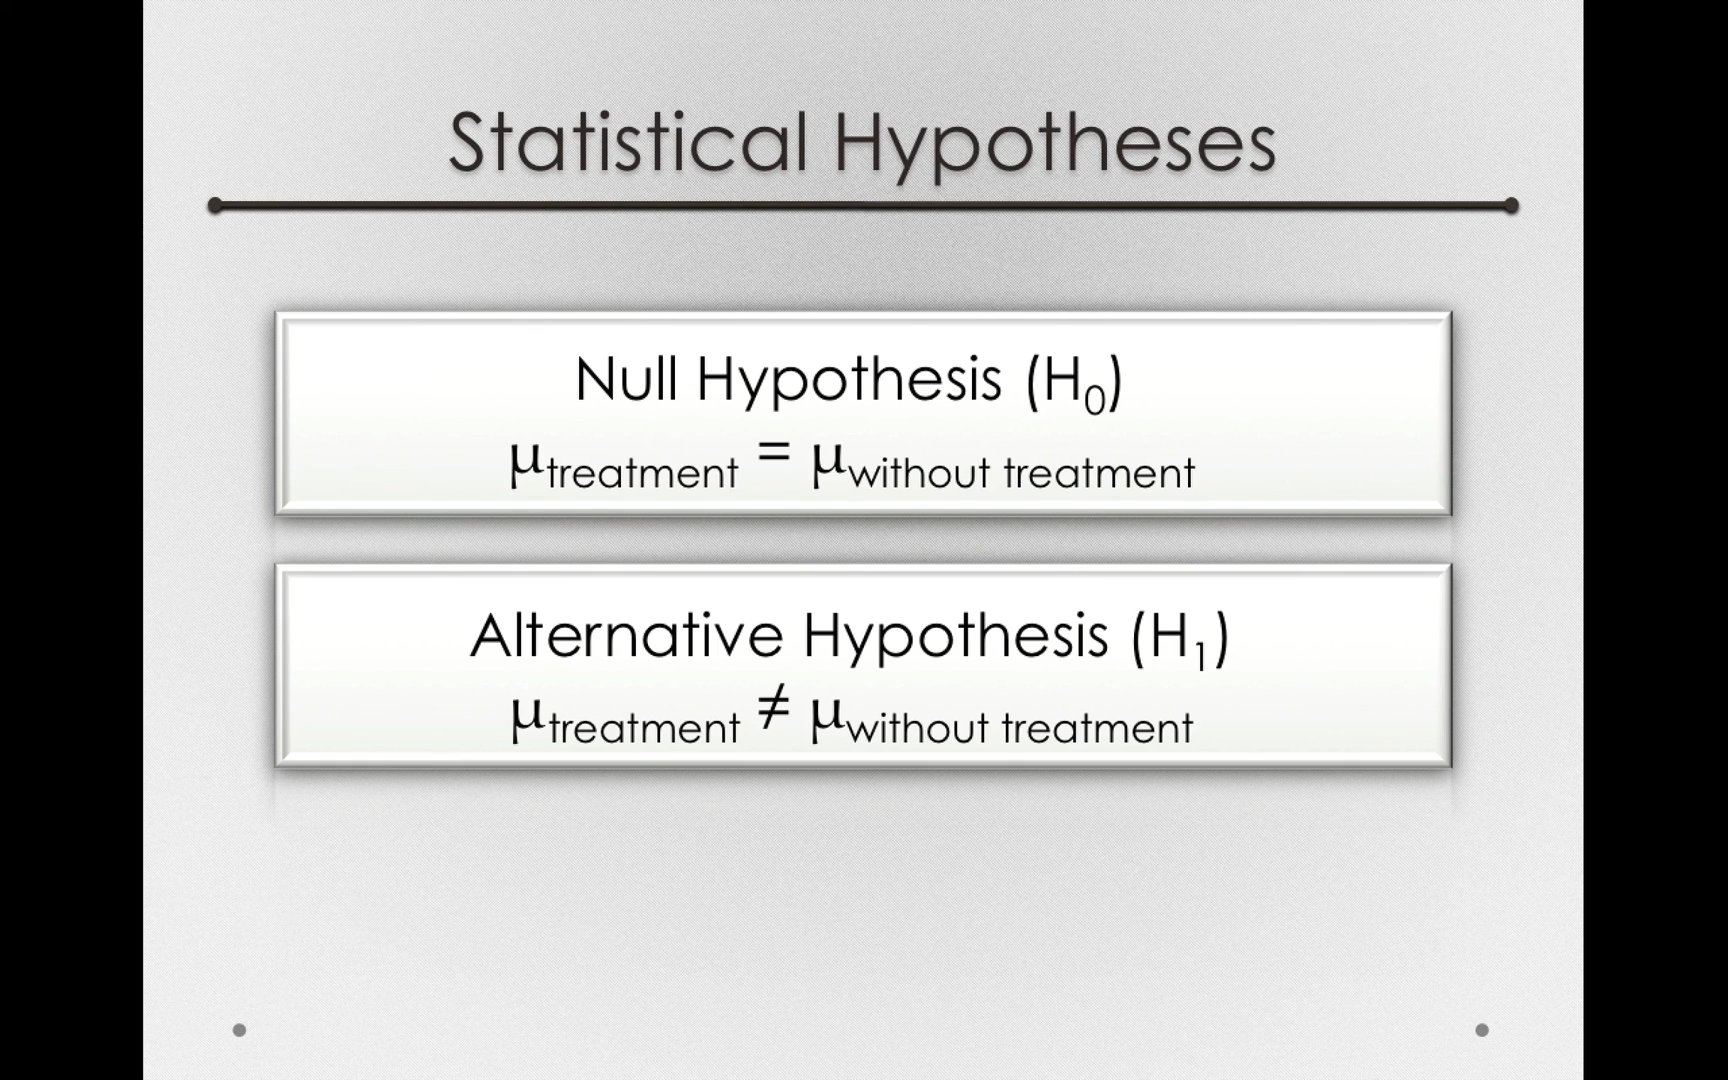 Statistical Hypotheses
Null Hypothesis (H₀)
μtreatment = μwithout treatment
Alternative Hypothesis (H₁)
μtreatment ≠ μwithout treatment